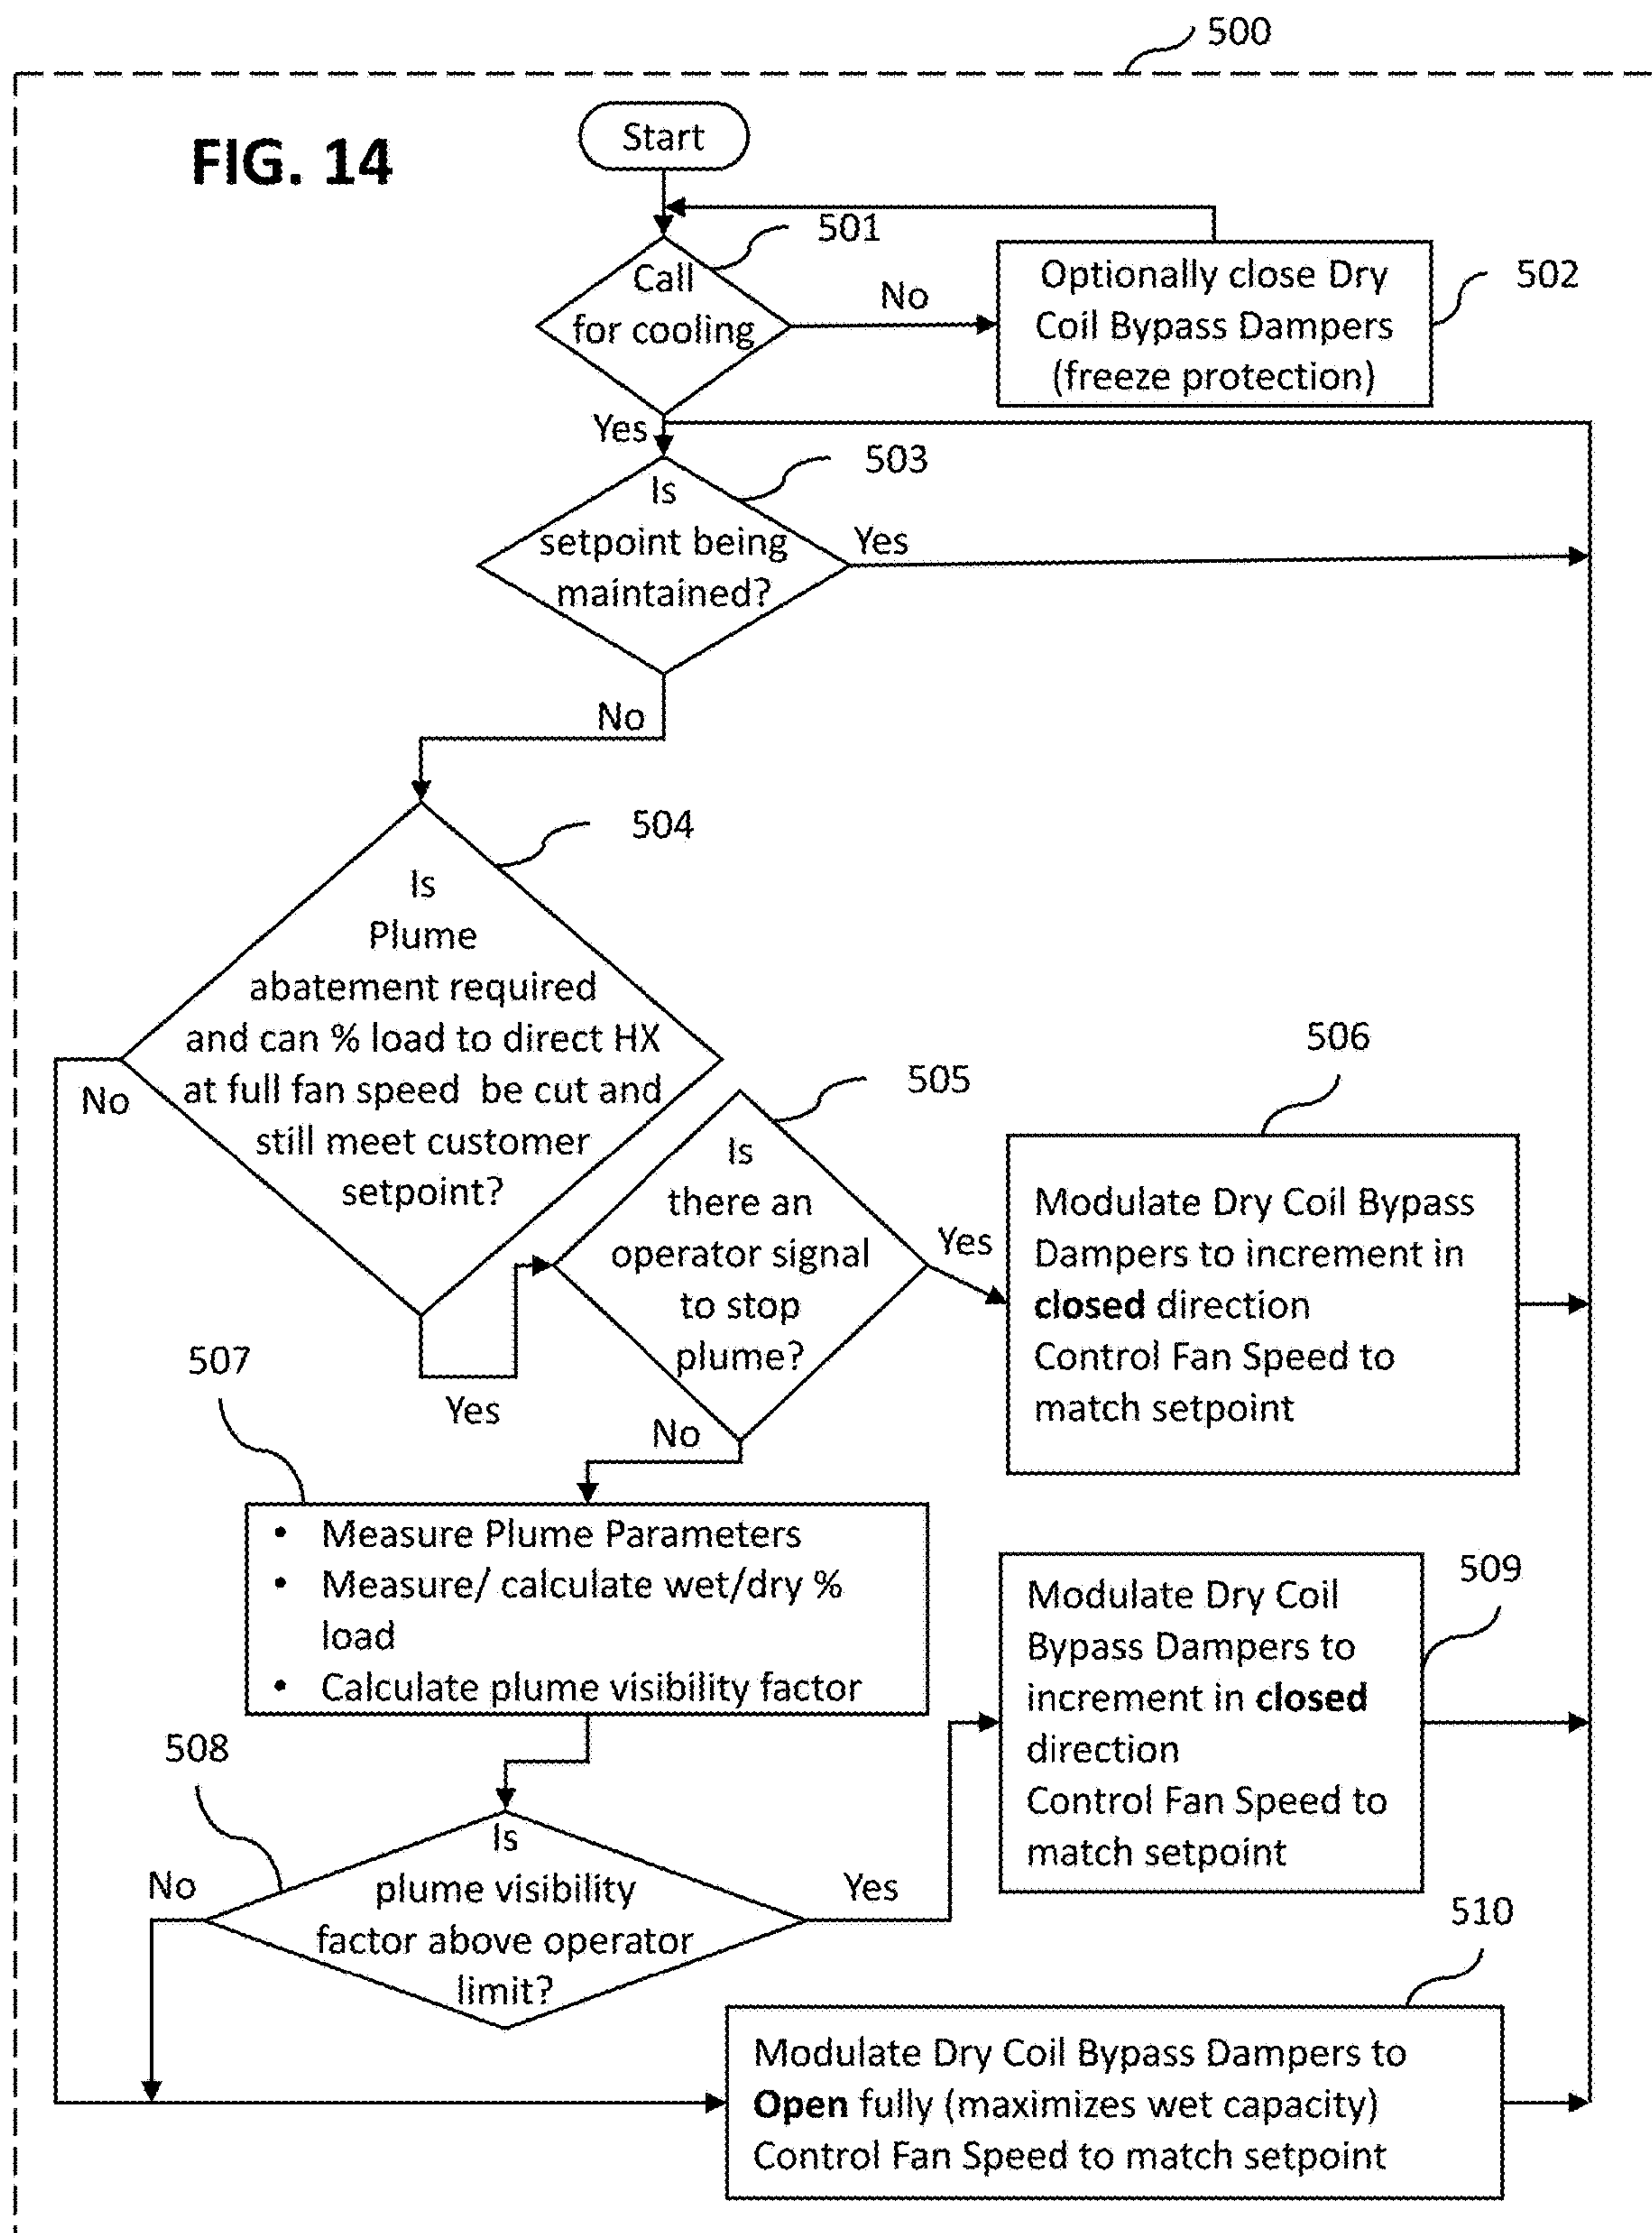 500
FIG. 14
Start
501
Call
for cooling
No
Optionally close Dry
Coil Bypass Dampers
(freeze protection)
502
Yes
503
Is
setpoint being
maintained?
Yes
No
504
Is
Plume
abatement required
and can % load to direct HX
at full fan speed be cut and
still meet customer
setpoint?
No
Yes
505
Is
there an
operator signal
to stop
plume?
Yes
No
506
Modulate Dry Coil Bypass
Dampers to increment in
closed direction
Control Fan Speed to
match setpoint
507
• Measure Plume Parameters
• Measure/ calculate wet/dry %
load
• Calculate plume visibility factor
508
Is
plume visibility
factor above operator
limit?
No
Yes
509
Modulate Dry Coil
Bypass Dampers to
increment in closed
direction
Control Fan Speed to
match setpoint
510
Modulate Dry Coil Bypass Dampers to
Open fully (maximizes wet capacity)
Control Fan Speed to match setpoint